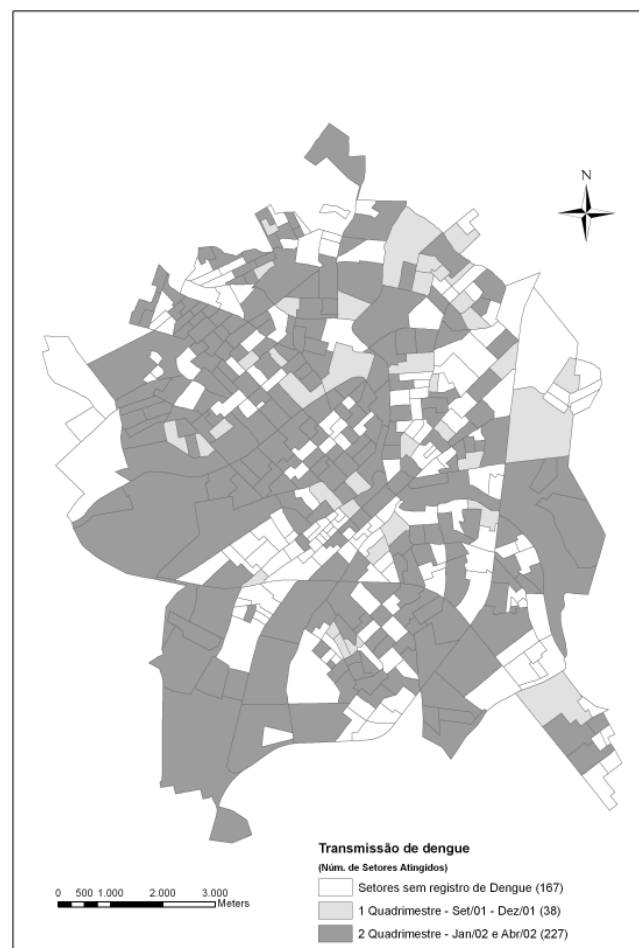 N
Transmissão de dengue
(Núm. de Setores Atingidos)
Setores sem registro de Dengue (167)
1 Quadrimestre - Set/01 - Dez/01 (38)
2 Quadrimestre - Jan/02 e Abr/02 (227)
0 500 1.000 2.000 3.000
Meters